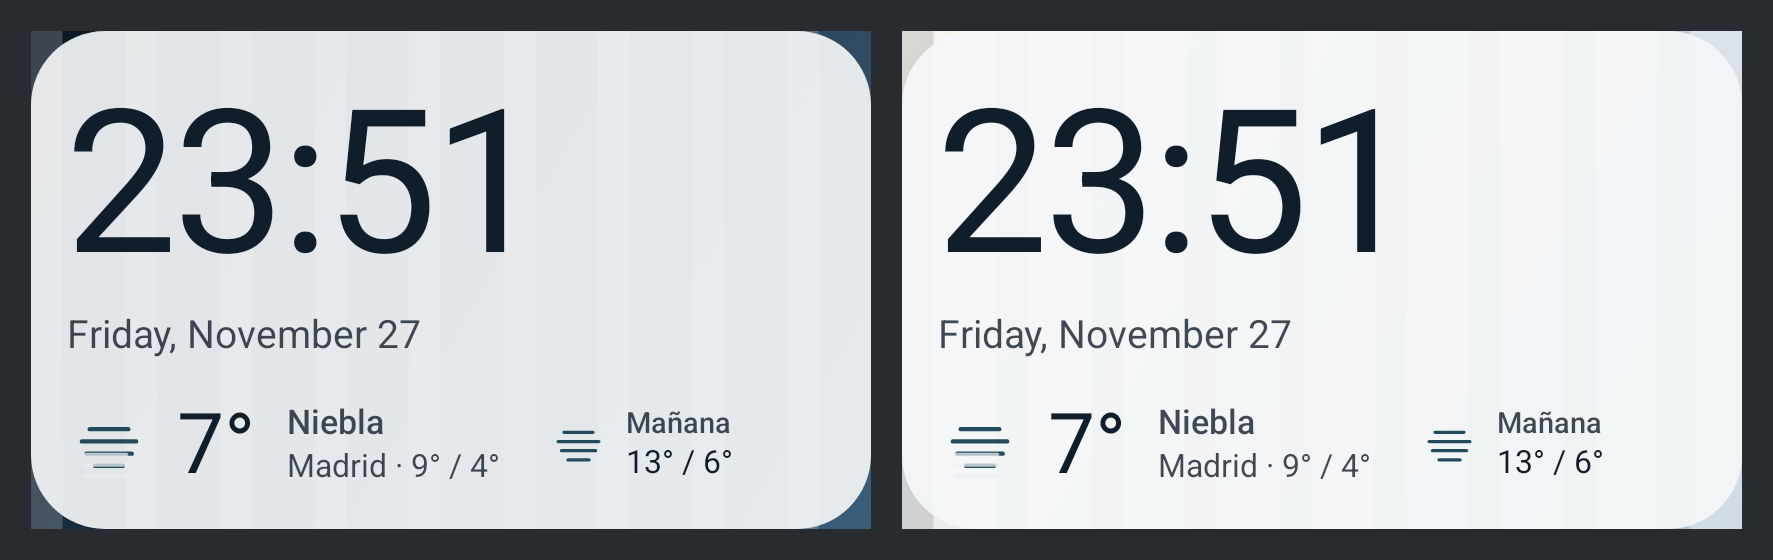 23:51
Friday, November 27
7°
Niebla
Madrid · 9° / 4°
Mañana
13° / 6°
23:51
Friday, November 27
7°
Niebla
Madrid · 9° / 4°
Mañana
13° / 6°